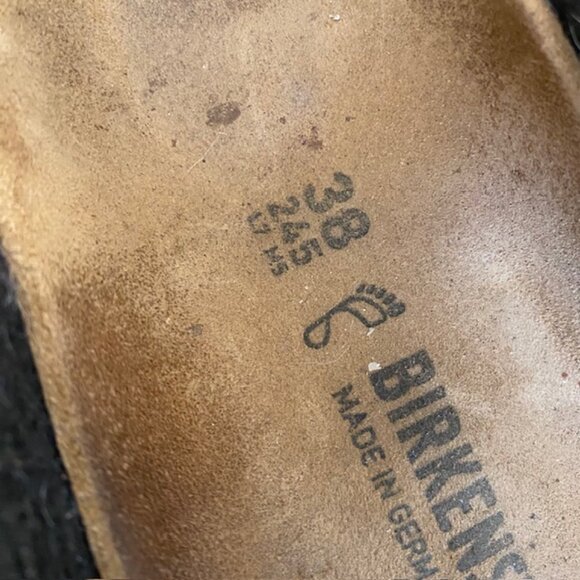 38
245
L7 M5
BIRKENS
MADE IN GERM